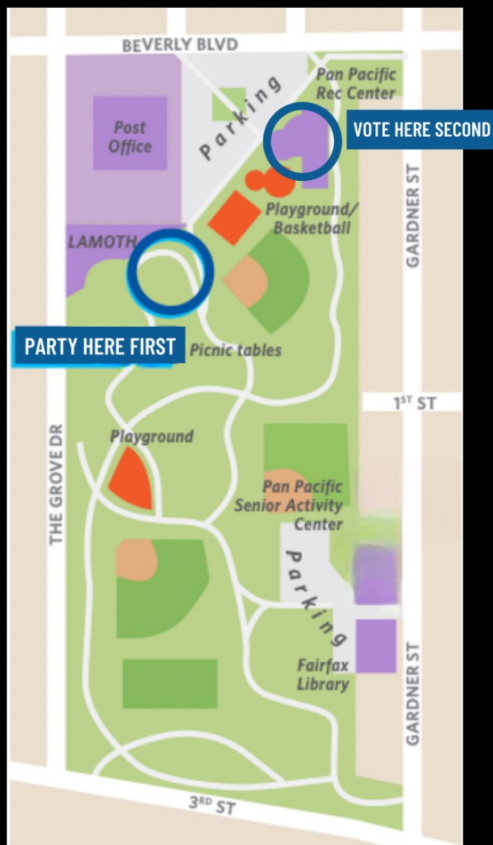 BEVERLY BLVD
Pan Pacific
Rec Center
Parking
Post
Office
VOTE HERE SECOND
GARDNER ST
Playground/
Basketball
LAMOTH
PARTY HERE FIRST
Picnic tables
1ST ST
Playground
THE GROVE DR
Pan Pacific
Senior Activity
Center
Parking
Fairfax
Library
GARDNER ST
3RD ST